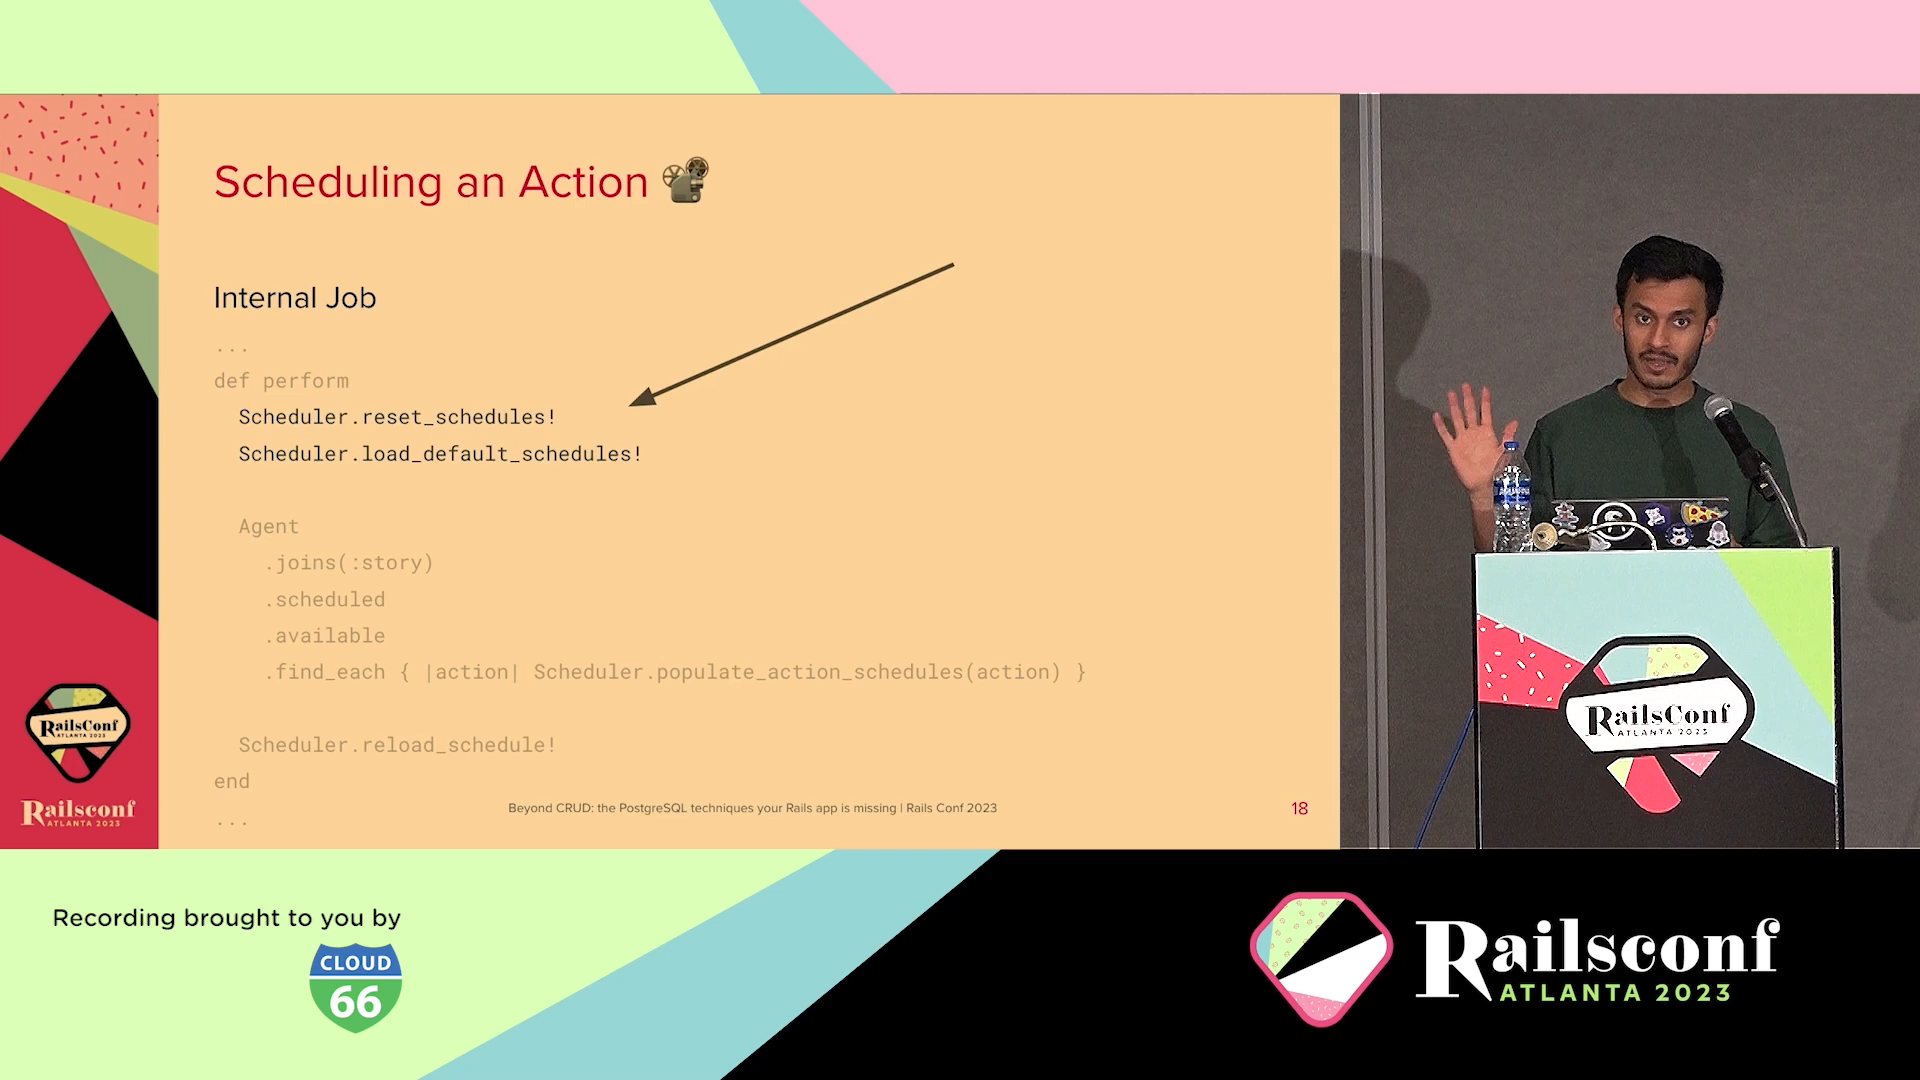 Scheduling an Action
Internal Job
...
def perform
Scheduler.reset_schedules!
Scheduler.load_default_schedules!
Agent
.joins(:story)
.scheduled
.available
.find_each { |action| Scheduler.populate_action_schedules(action) }
Scheduler.reload_schedule!
end
...
Beyond CRUD: the PostgreSQL techniques your Rails app is missing | Rails Conf 2023
18
RailsConf
ATLANTA 2023
Railsconf
ATLANTA 2023
RailsConf
ATLANTA 2023
Recording brought to you by
CLOUD
66
Railsconf
ATLANTA 2023